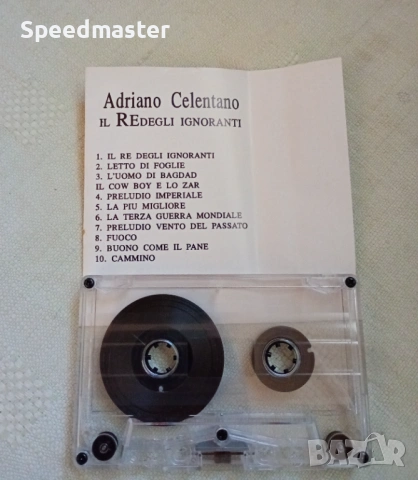 Speedmaster
Adriano Celentano
IL REDEGLI IGNORANTI
1. IL RE DEGLI IGNORANTI
2. LETTO DI FOGLIE
3. L'UOMO DI BAGDAD
IL COW BOY E LO ZAR
4. PRELUDIO IMPERIALE
5. LA PIU MIGLIORE
6. LA TERZA GUERRA MONDIALE
7. PRELUDIO VENTO DEL PASSATO
8. FUOCO
9. BUONO COME IL PANE
10. CAMMINO
BAZAR